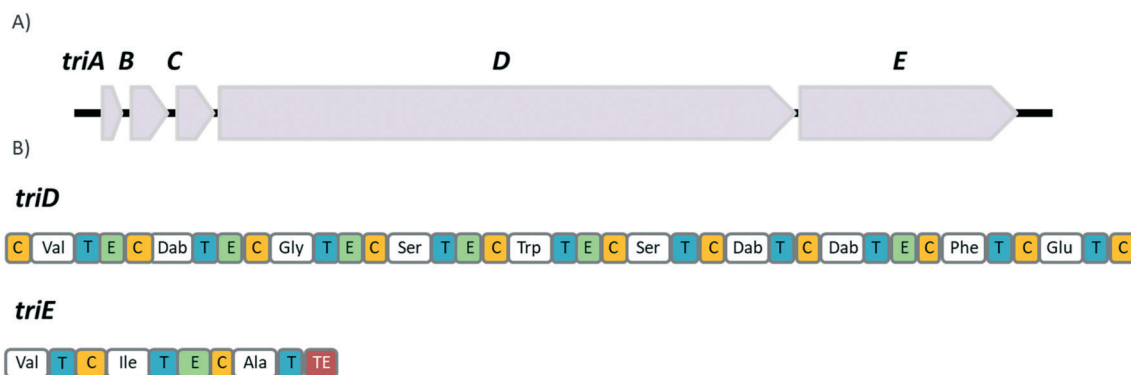 A)
triA B C D E
B)
triD
C Val T E C Dab T E C Gly T E C Ser T E C Trp T E C Ser T C Dab T C Dab T E C Phe T C Glu T C
triE
Val T C Ile T E C Ala T TE